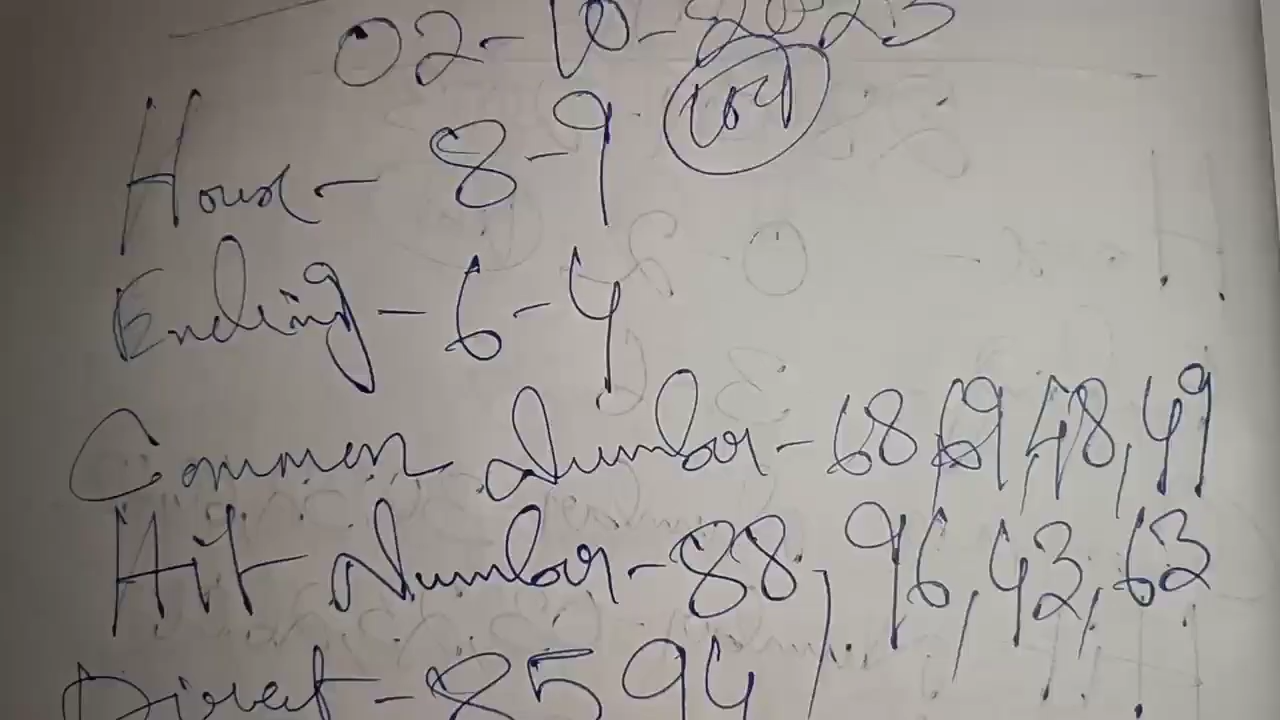 02-10-2023
House- 8-9
Ending- 6-4
Common Number- 68,69,48,49
Hit Number-88, 96,43,63
Direct-8594